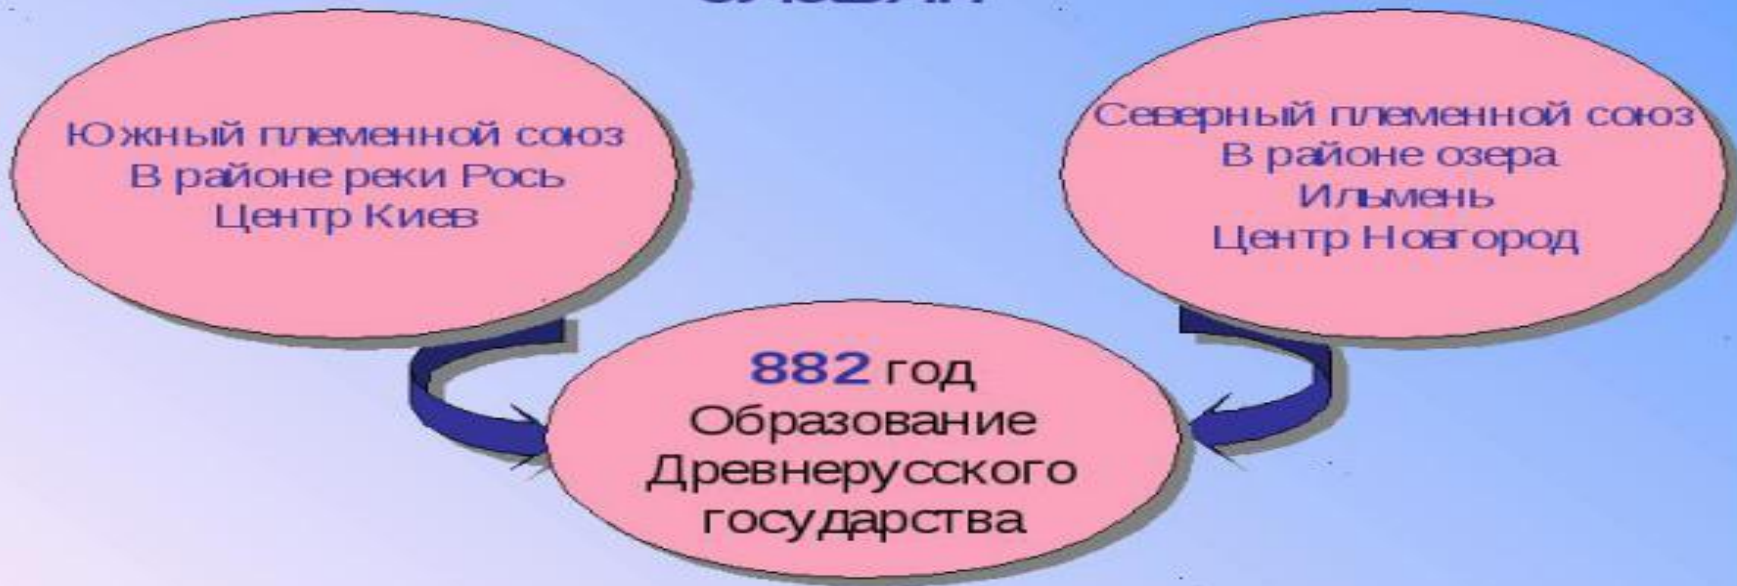 Южный племенной союз
В районе реки Рось
Центр Киев
Северный племенной союз
В районе озера
Ильмень
Центр Новгород
882 год
Образование
Древнерусского
государства